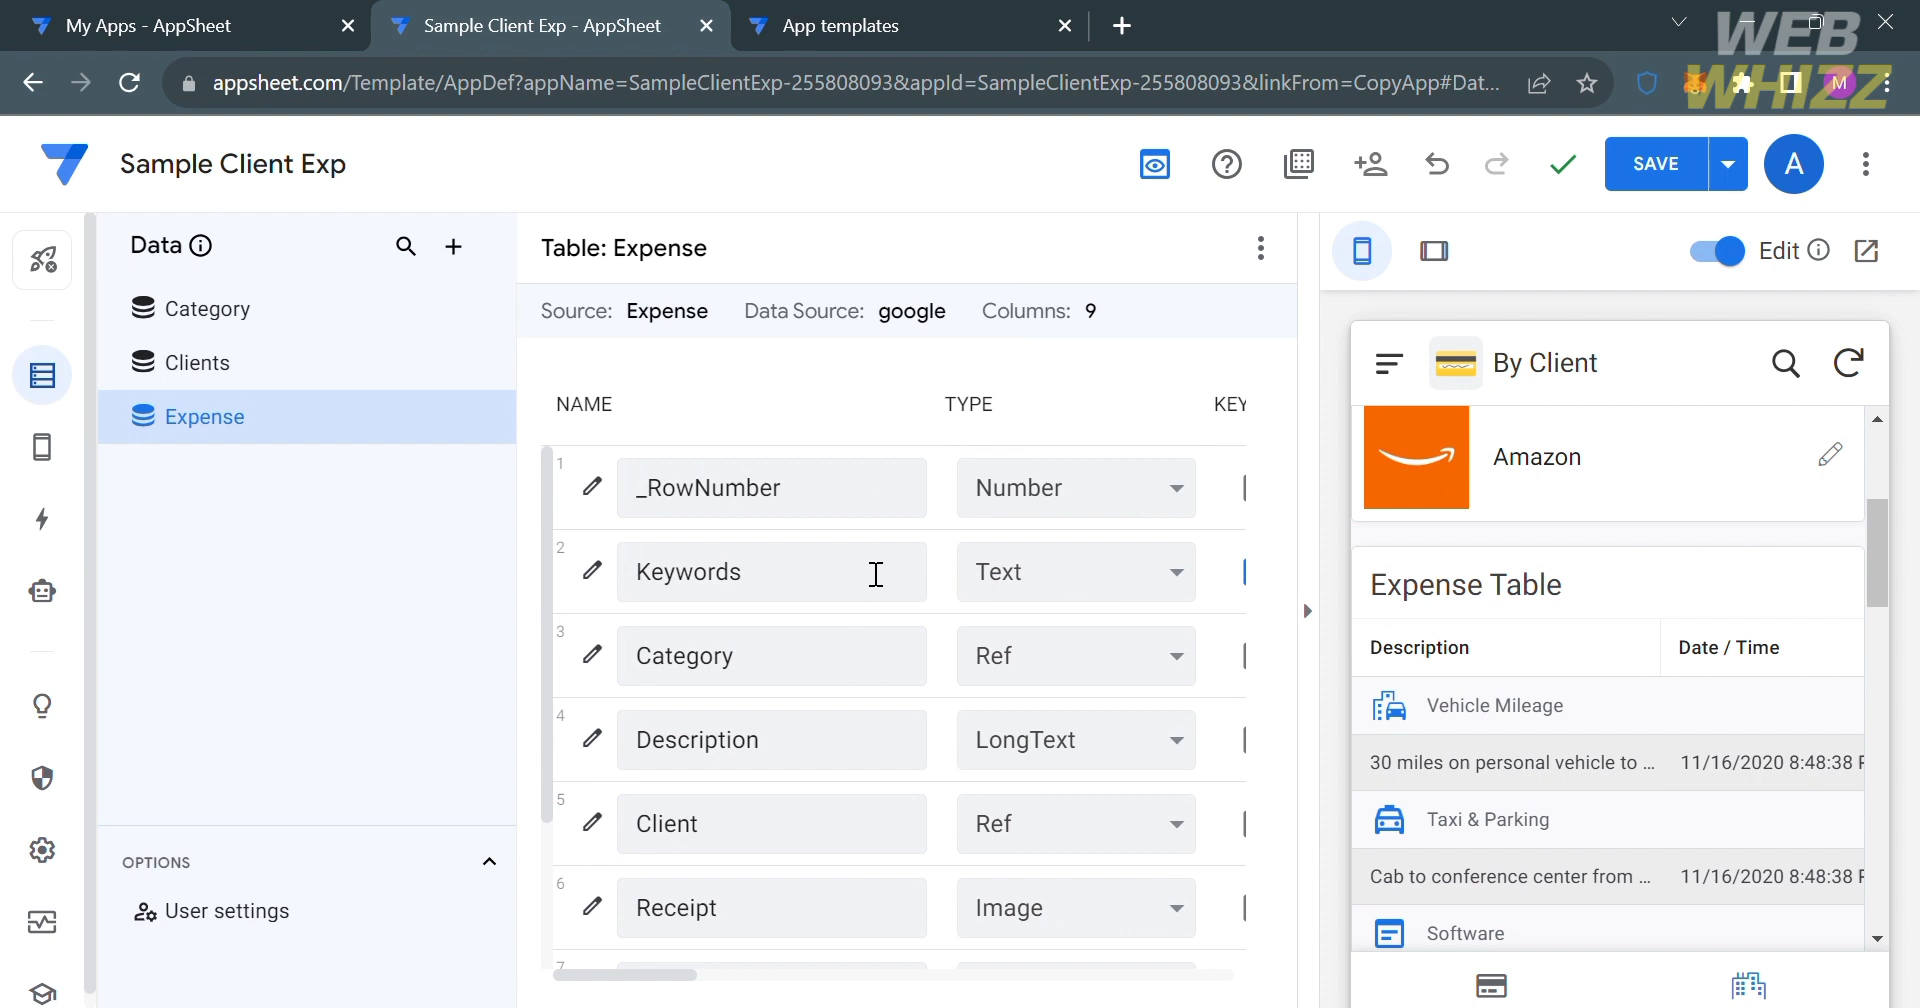 My Apps - AppSheet
Sample Client Exp - AppSheet
App templates
WEB
WHIZZ
appsheet.com/Template/AppDef?appName=SampleClientExp-255808093&appId=SampleClientExp-255808093&linkFrom=CopyApp#Dat...
M
Sample Client Exp
SAVE
A
Data
Table: Expense
Edit
Category
Clients
Expense
Source: Expense
Data Source: google
Columns: 9
By Client
NAME
TYPE
KEY
1
_RowNumber
Number
Amazon
2
Keywords
Text
Expense Table
Description
Date / Time
3
Category
Ref
Vehicle Mileage
4
Description
LongText
30 miles on personal vehicle to ...
11/16/2020 8:48:38
5
Client
Ref
Taxi & Parking
Cab to conference center from ...
11/16/2020 8:48:38
6
Receipt
Image
Software
7
OPTIONS
User settings